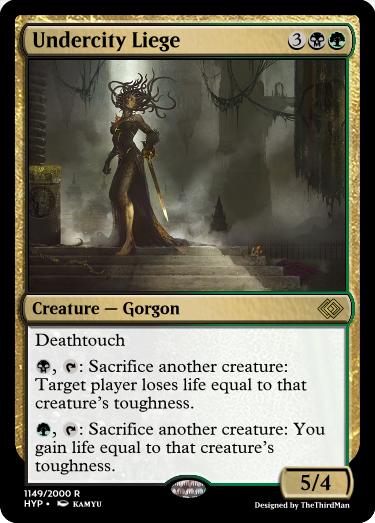 Undercity Liege 3
Creature — Gorgon
Deathtouch
, : Sacrifice another creature:
Target player loses life equal to that
creature's toughness.
, : Sacrifice another creature: You
gain life equal to that creature's
toughness.
5/4
1149/2000 R
HYP • KAMYU
Designed by TheThirdMan